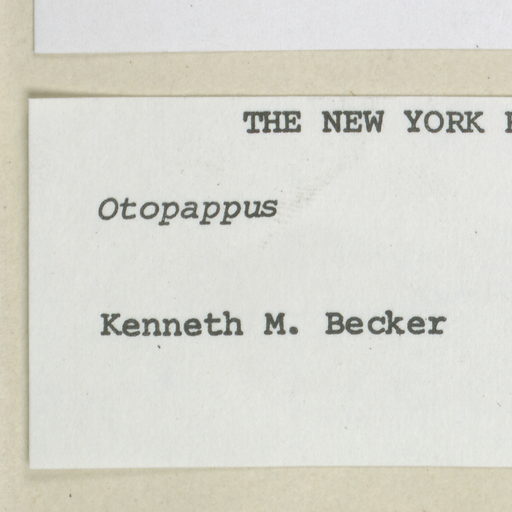 THE NEW YORK
Otopappus
Kenneth M. Becker